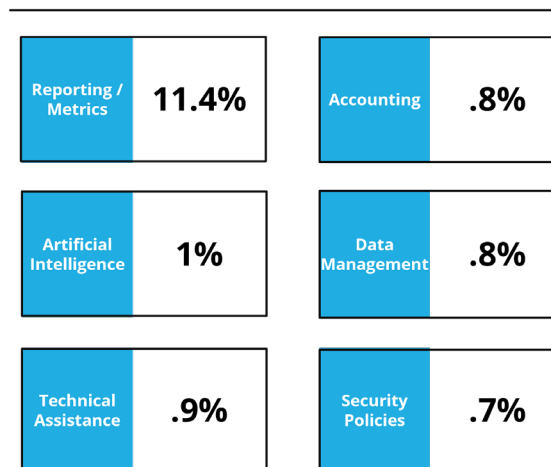 Reporting /
Metrics
11.4%
Accounting
.8%
Artificial
Intelligence
1%
Data
Management
.8%
Technical
Assistance
.9%
Security
Policies
.7%